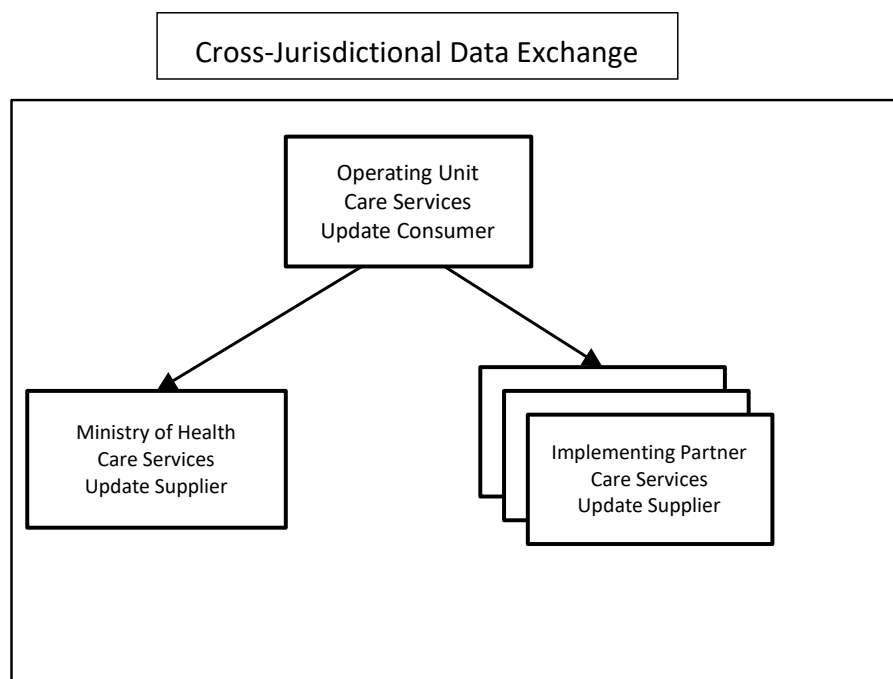 Cross-Jurisdictional Data Exchange
Operating Unit
Care Services
Update Consumer
Ministry of Health
Care Services
Update Supplier
Implementing Partner
Care Services
Update Supplier